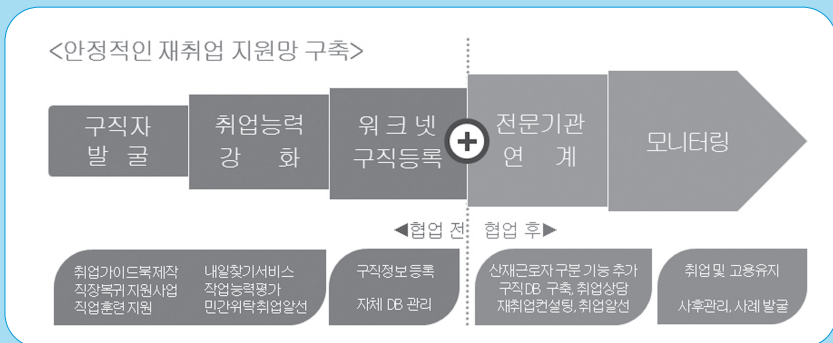 <안정적인 재취업 지원망 구축>
구직자
발 굴
취업능력
강 화
워 크 넷
구직등록
+
전문기관
연 계
모니터링
◀협업 전
협업 후▶
취업가이드북제작
직장복귀지원사업
직업훈련지원
내일찾기서비스
작업능력평가
민간위탁취업알선
구직정보등록
자체 DB 관리
산재근로자 구분 기능 추가
구직DB 구축, 취업상담
재취업컨설팅, 취업알선
취업 및 고용유지
사후관리, 사례 발굴